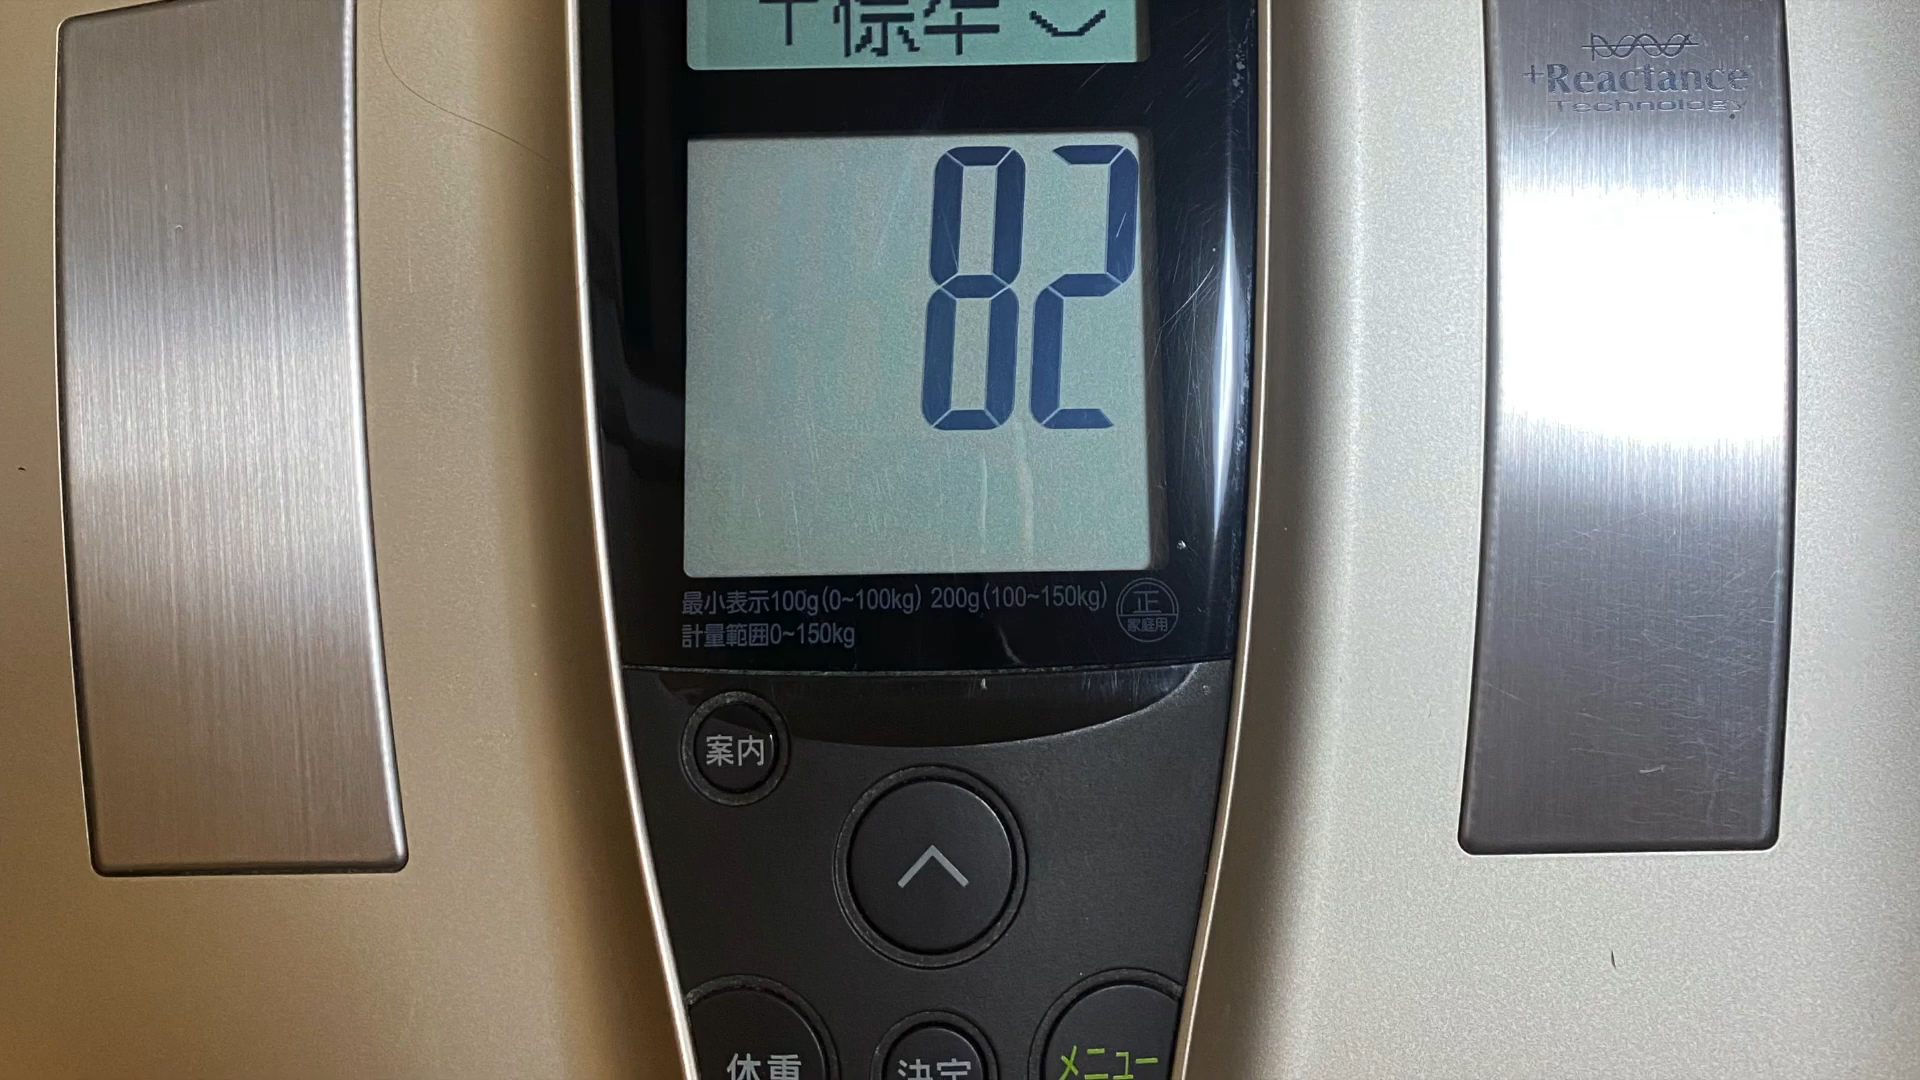 標準
+Reactance
Technology
82
最小表示100g(0~100kg) 200g(100~150kg)
正
家庭用
計量範囲0~150kg
案内
体重
決定
メニュー